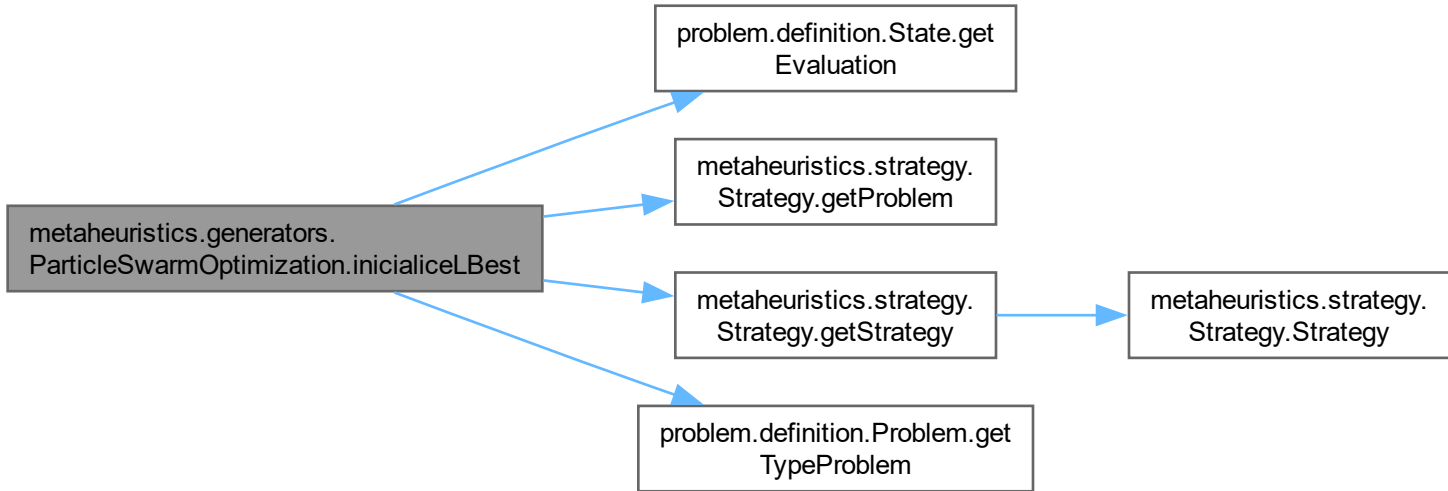 problem.definition.State.get
Evaluation
metaheuristics.strategy.
Strategy.getProblem
metaheuristics.generators.
ParticleSwarmOptimization.inicialiceLBest
metaheuristics.strategy.
Strategy.getStrategy
metaheuristics.strategy.
Strategy.Strategy
problem.definition.Problem.get
TypeProblem